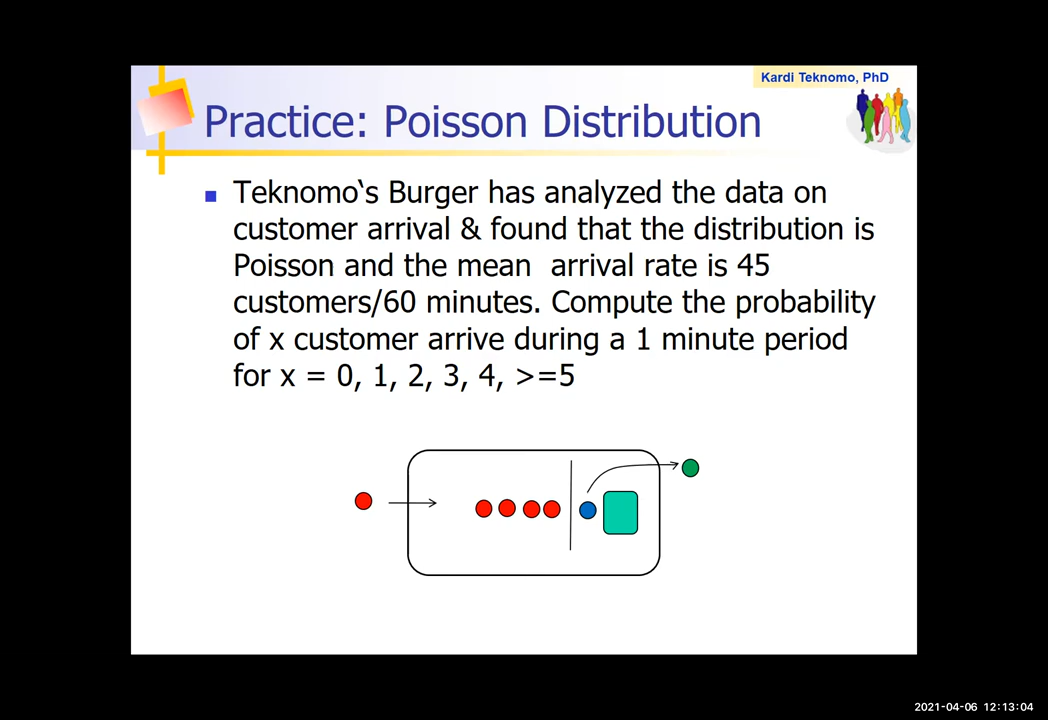 Kardi Teknomo, PhD
Practice: Poisson Distribution
Teknomo‘s Burger has analyzed the data on
customer arrival & found that the distribution is
Poisson and the mean arrival rate is 45
customers/60 minutes. Compute the probability
of x customer arrive during a 1 minute period
for x = 0, 1, 2, 3, 4, >=5
2021-04-06 12:13:04